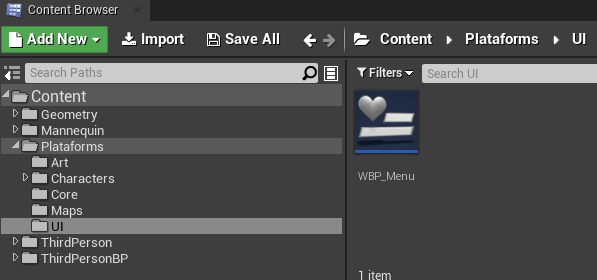 Content Browser
Add New Import Save All Content Plataforms UI
Search Paths Filters Search UI
Content
Geometry
Mannequin
Plataforms
Art
Characters
Core
Maps
UI
ThirdPerson
ThirdPersonBP
WBP_Menu
1 item